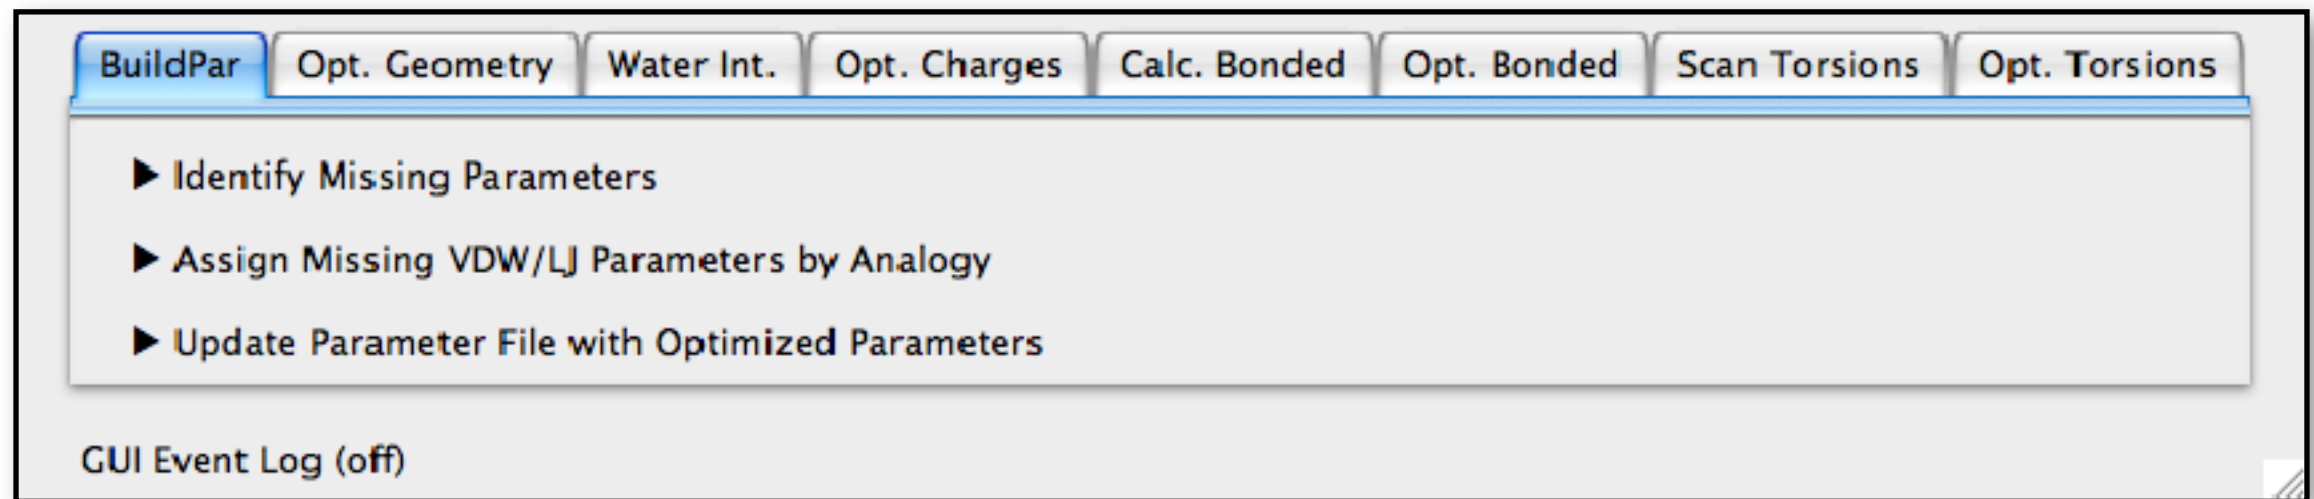 BuildPar Opt. Geometry Water Int. Opt. Charges Calc. Bonded Opt. Bonded Scan Torsions Opt. Torsions
Identify Missing Parameters
Assign Missing VDW/LJ Parameters by Analogy
Update Parameter File with Optimized Parameters
GUI Event Log (off)